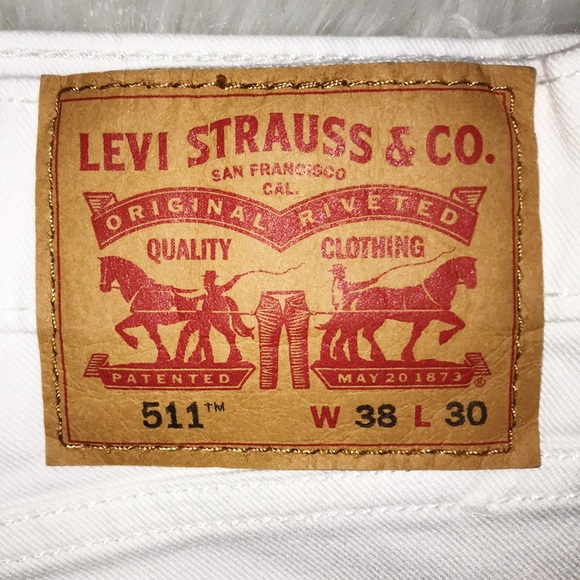 LEVI STRAUSS & CO.
SAN FRANCISCO
CAL.
ORIGINAL RIVETED
QUALITY CLOTHING
PATENTED MAY 20 1873 ®
511™ W 38 L 30